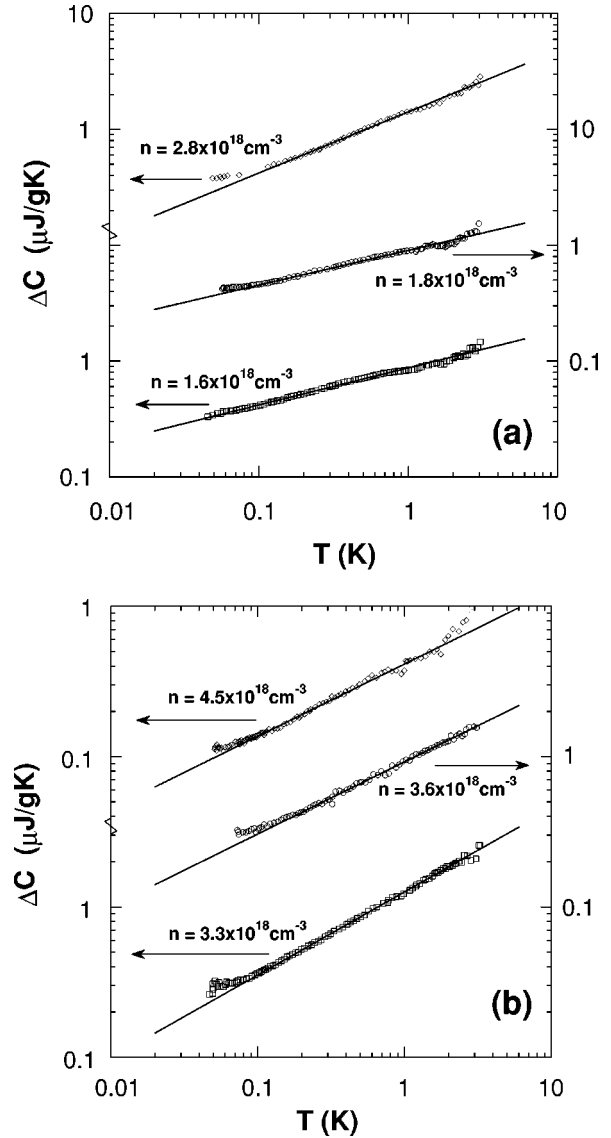 10
1
1
0.1
10
1
0.1
ΔC (μJ/gK)
n = 2.8x10¹⁸cm⁻³
n = 1.8x10¹⁸cm⁻³
n = 1.6x10¹⁸cm⁻³
(a)
0.01 0.1 1 10
T (K)
1
0.1
1
0.1
1
0.1
ΔC (μJ/gK)
n = 4.5x10¹⁸cm⁻³
n = 3.6x10¹⁸cm⁻³
n = 3.3x10¹⁸cm⁻³
(b)
0.01 0.1 1 10
T (K)